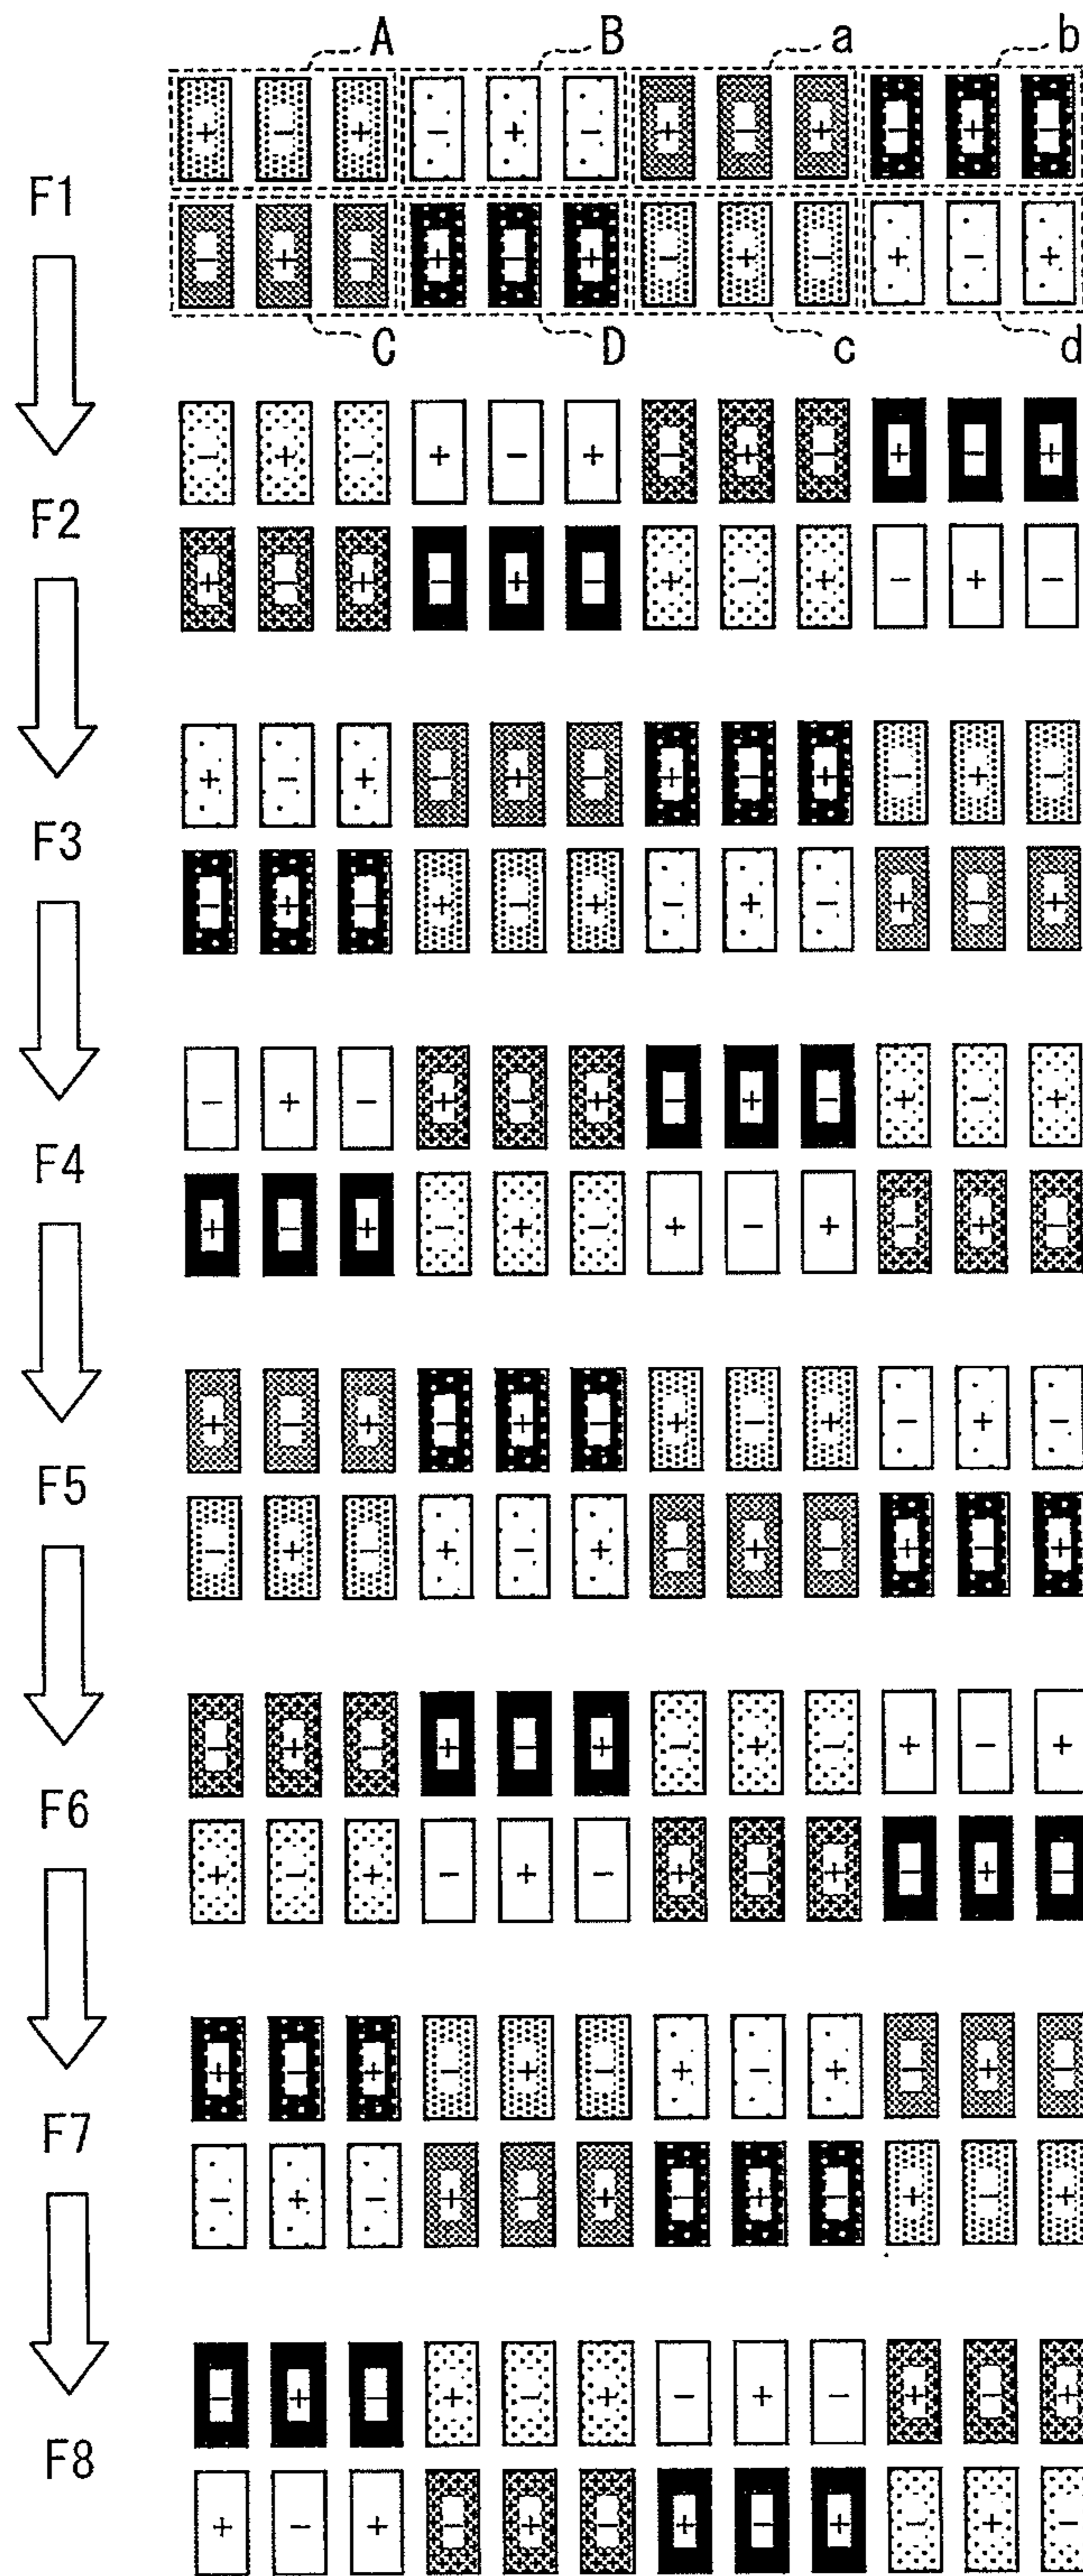 A B a b
+ − + − + − + − + − + −
F1
− + − + − + − + − + − +
C D c d
− + − + − + − + − + − +
F2
+ − + − + − + − + − + −
+ − + − + − + − + − + −
F3
− + − + − + − + − + − +
− + − + − + − + − + − +
F4
+ − + − + − + − + − + −
+ − + − + − + − + − + −
F5
− + − + − + − + − + − +
− + − + − + − + − + − +
F6
+ − + − + − + − + − + −
+ − + − + − + − + − + −
F7
− + − + − + − + − + − +
− + − + − + − + − + − +
F8
+ − + − + − + − + − + −